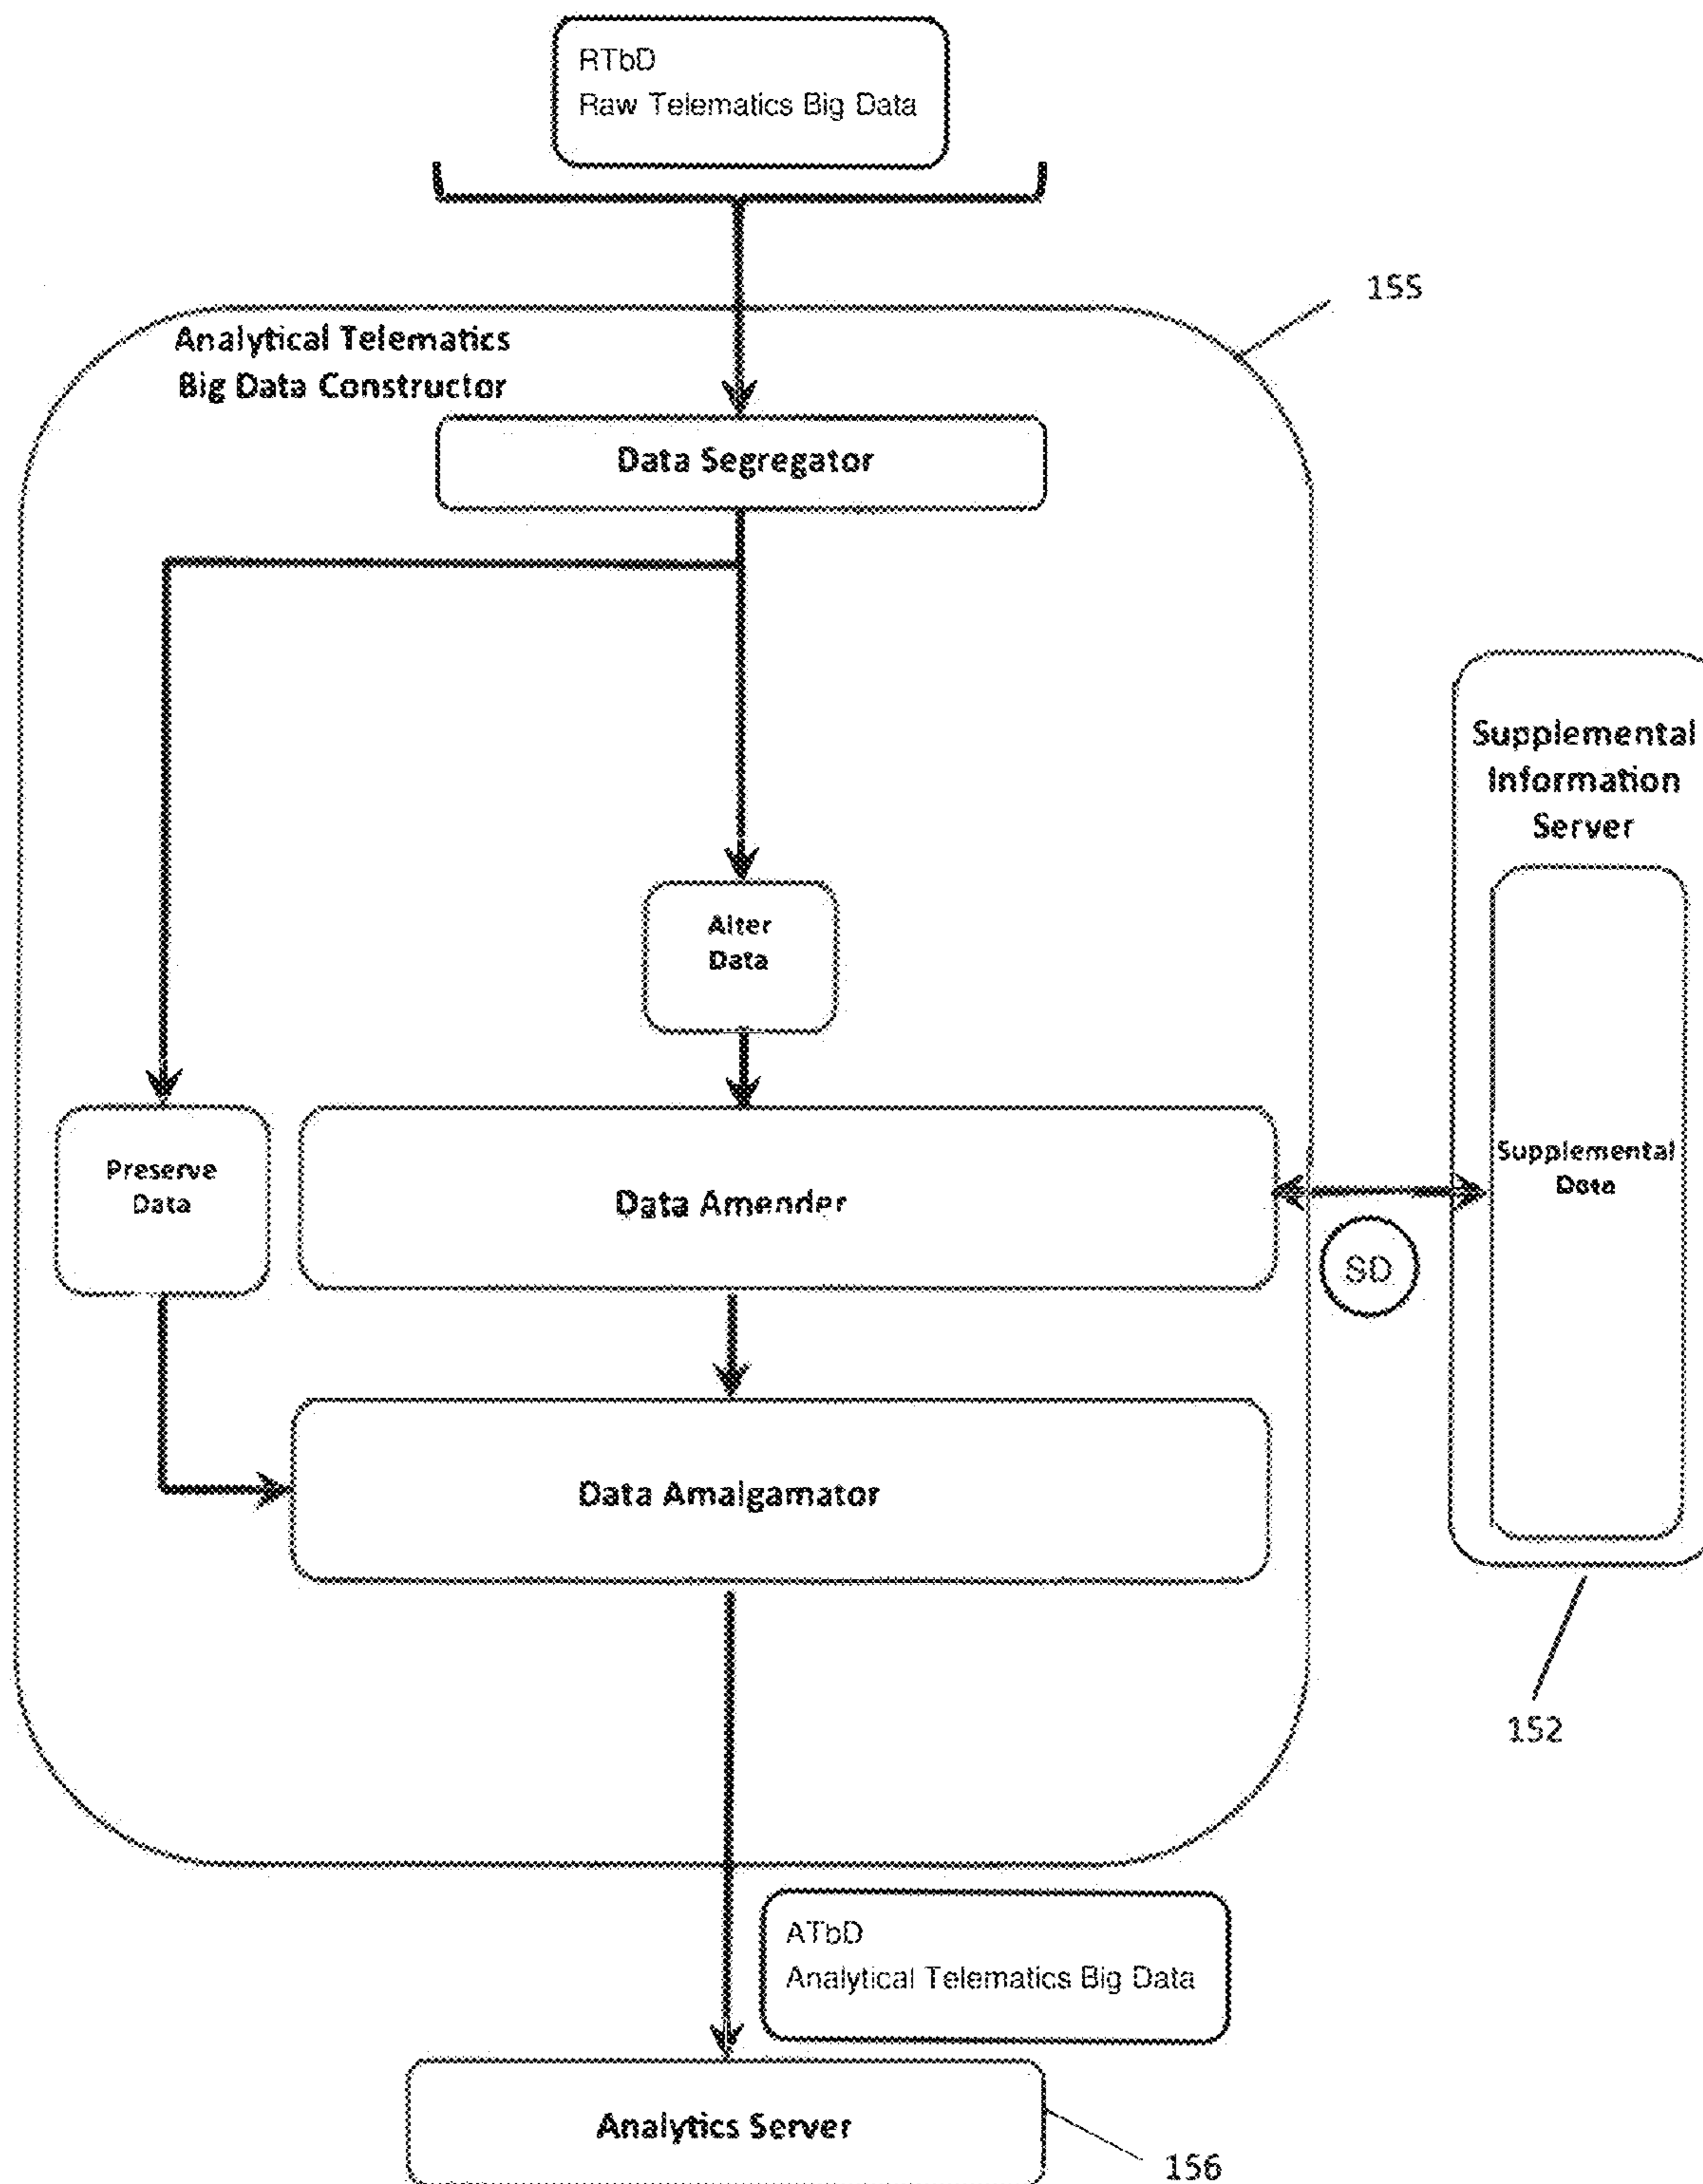 RTbD
Raw Telematics Big Data
155
Analytical Telematics
Big Data Constructor
Data Segregator
Supplemental
Information
Server
Alter
Data
Preserve
Data
Data Amender
Supplemental
Data
SD
Data Amalgamator
152
ATbD
Analytical Telematics Big Data
Analytics Server
156